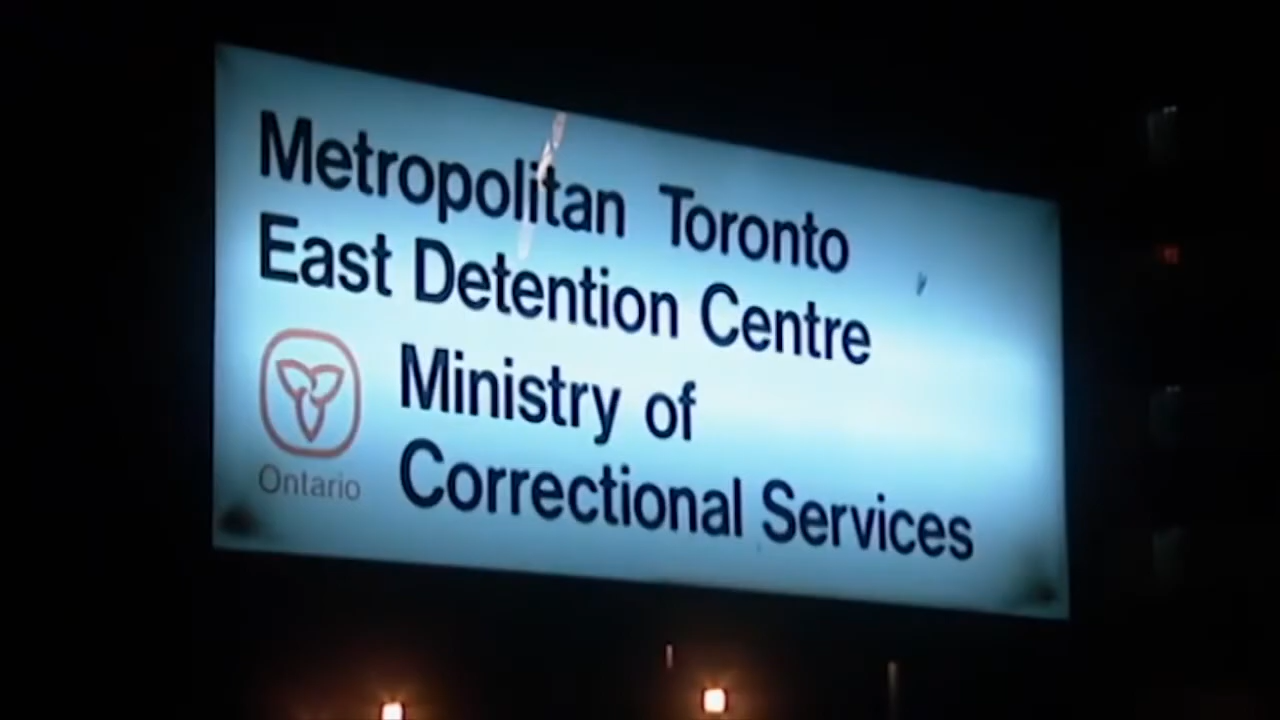 Metropolitan Toronto
East Detention Centre
Ministry of
Correctional Services
Ontario